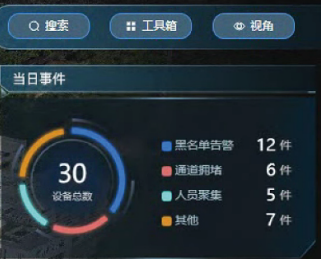 搜索 工具箱 视角
当日事件
30
设备总数
黑名单告警 12 件
通道拥堵 6 件
人员聚集 5 件
其他 7 件